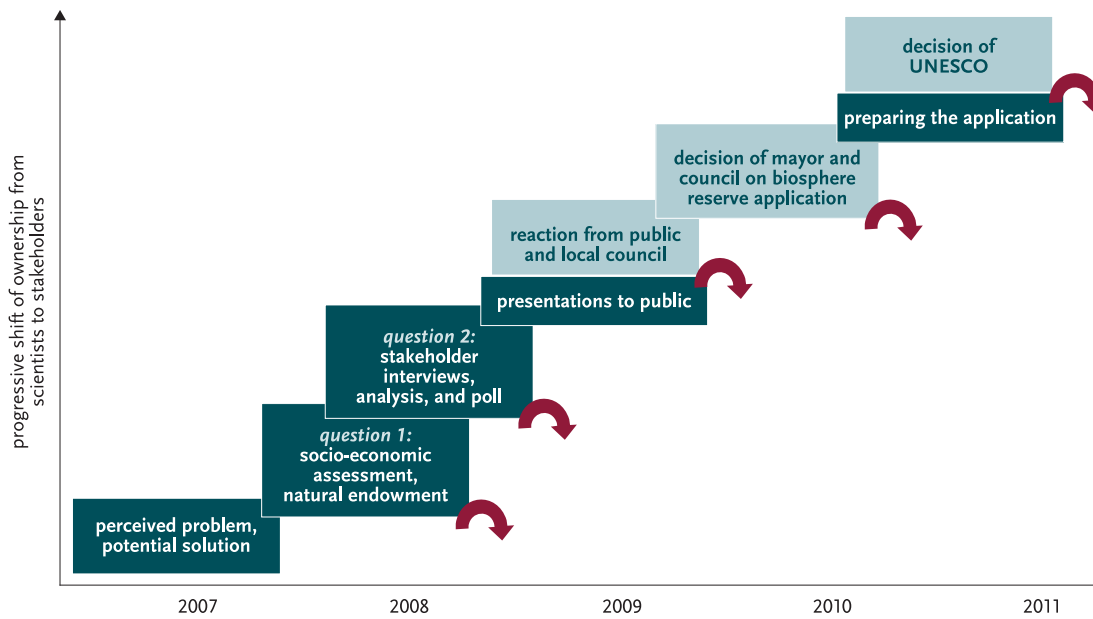 decision of
UNESCO
preparing the application
decision of mayor and
council on biosphere
reserve application
reaction from public
and local council
presentations to public
question 2:
stakeholder
interviews,
analysis, and poll
question 1:
socio-economic
assessment,
natural endowment
perceived problem,
potential solution
progressive shift of ownership from
scientists to stakeholders
2007
2008
2009
2010
2011